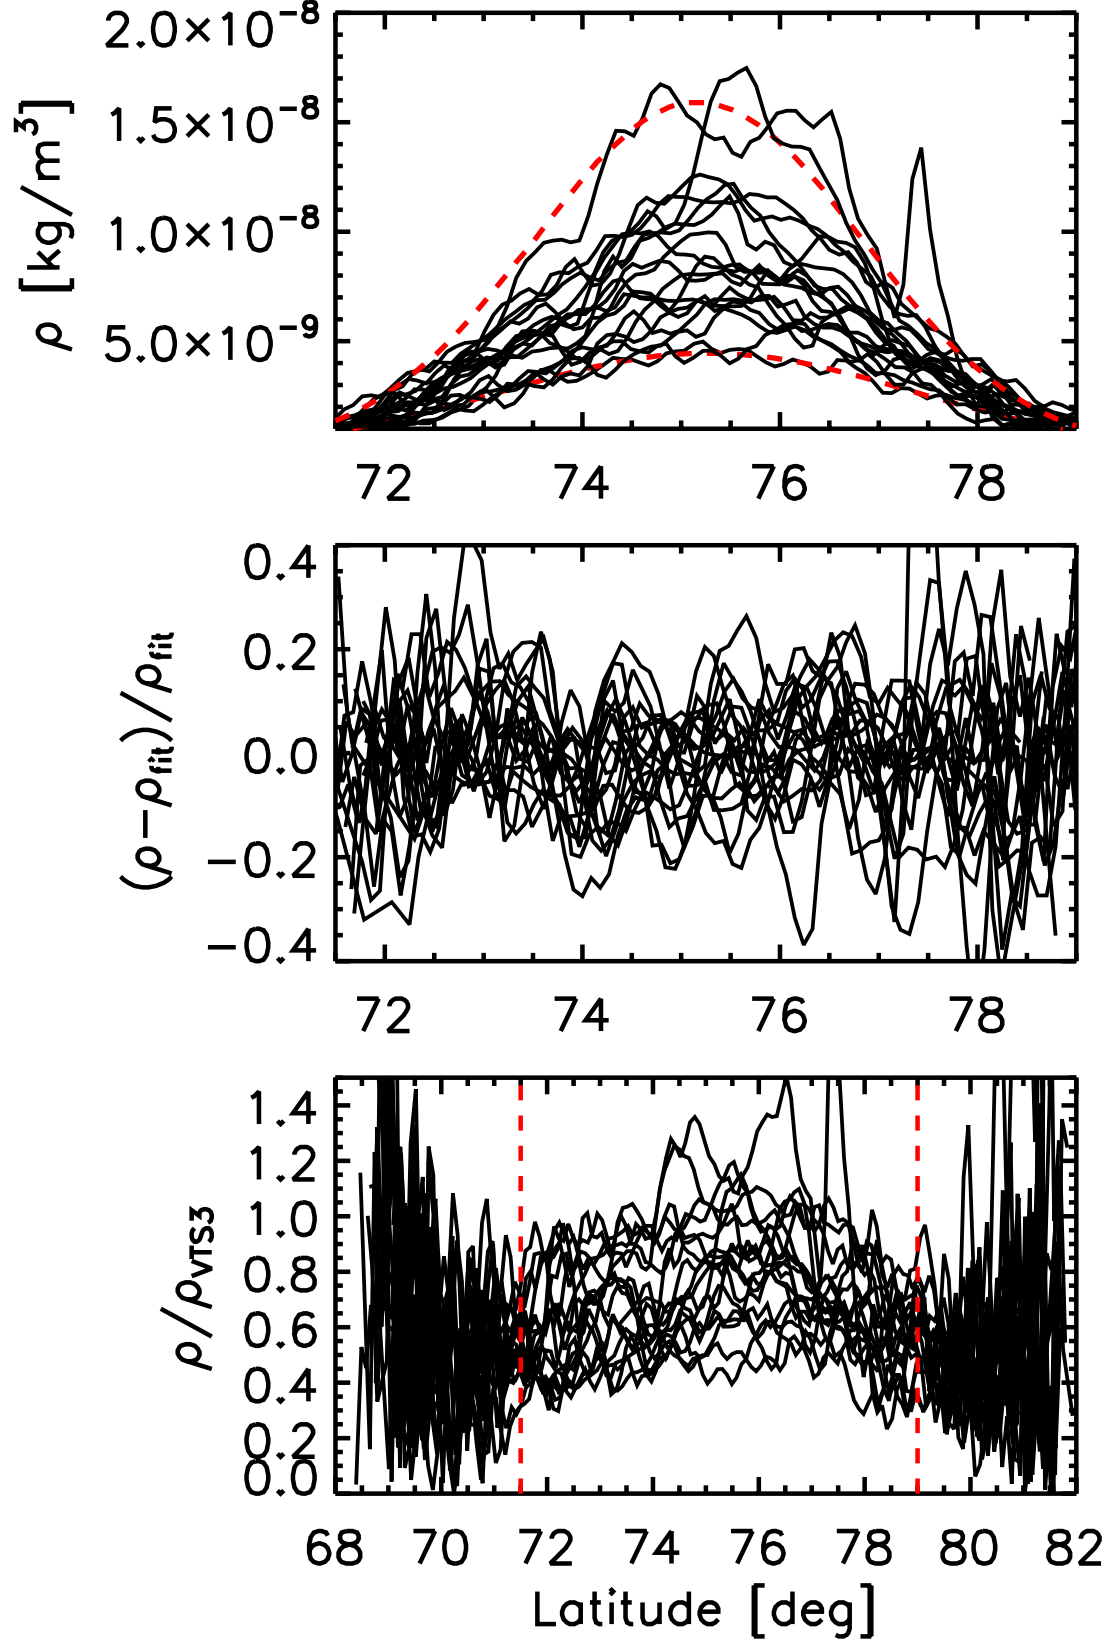 2.0×10⁻⁸
1.5×10⁻⁸
1.0×10⁻⁸
5.0×10⁻⁹
ρ [kg/m³]
72 74 76 78
0.4
0.2
0.0
−0.2
−0.4
(ρ−ρfit)/ρfit
72 74 76 78
1.4
1.2
1.0
0.8
0.6
0.4
0.2
0.0
ρ/ρVTS3
68 70 72 74 76 78 80 82
Latitude [deg]